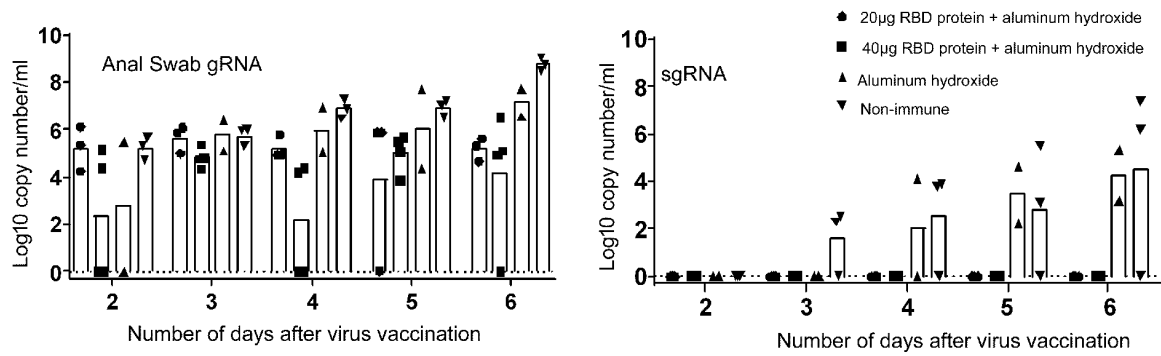 Anal Swab gRNA
Log10 copy number/ml
10
8
6
4
2
0
2 3 4 5 6
Number of days after virus vaccination
sgRNA
20µg RBD protein + aluminum hydroxide
40µg RBD protein + aluminum hydroxide
Aluminum hydroxide
Non-immune
Log10 copy number/ml
10
8
6
4
2
0
2 3 4 5 6
Number of days after virus vaccination